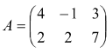 A = ( 4 -1 3
2 2 7 )